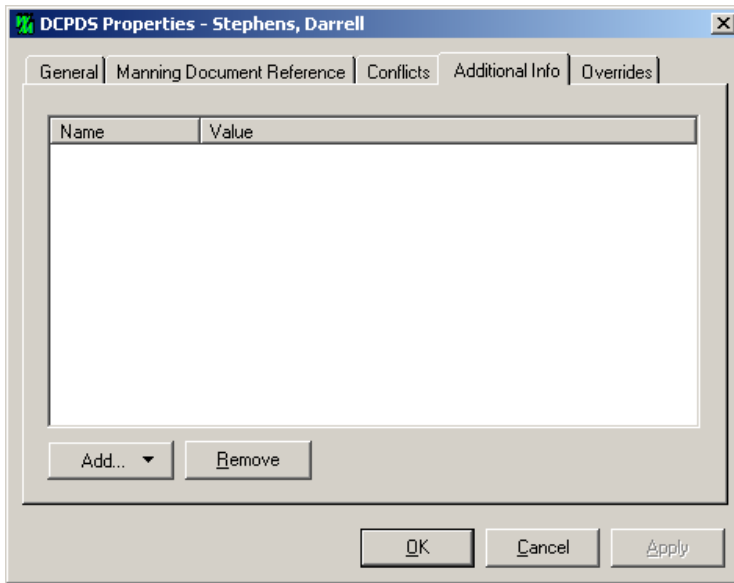 DCPDS Properties - Stephens, Darrell
General Manning Document Reference Conflicts Additional Info Overrides
Name Value
Add... Remove
OK Cancel Apply